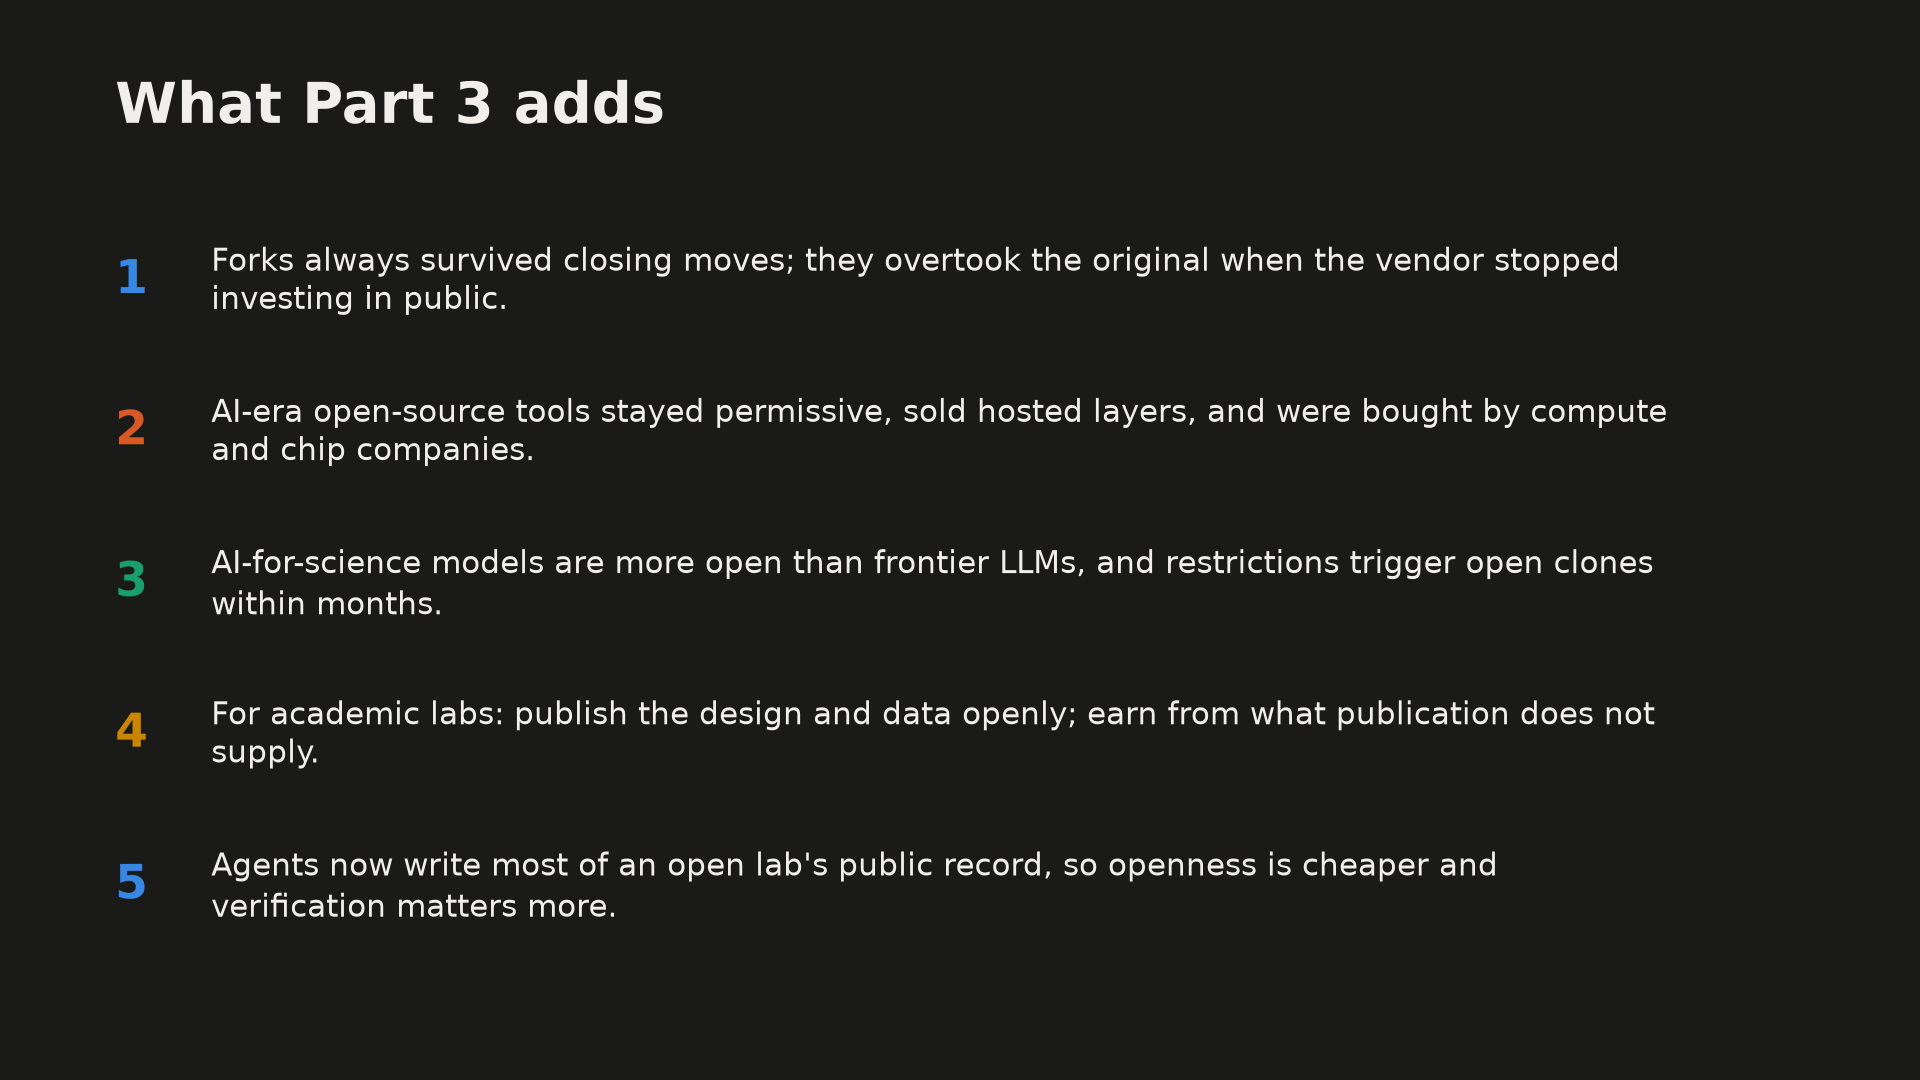 What Part 3 adds
1
Forks always survived closing moves; they overtook the original when the vendor stopped
investing in public.
2
AI-era open-source tools stayed permissive, sold hosted layers, and were bought by compute
and chip companies.
3
AI-for-science models are more open than frontier LLMs, and restrictions trigger open clones
within months.
4
For academic labs: publish the design and data openly; earn from what publication does not
supply.
5
Agents now write most of an open lab's public record, so openness is cheaper and
verification matters more.